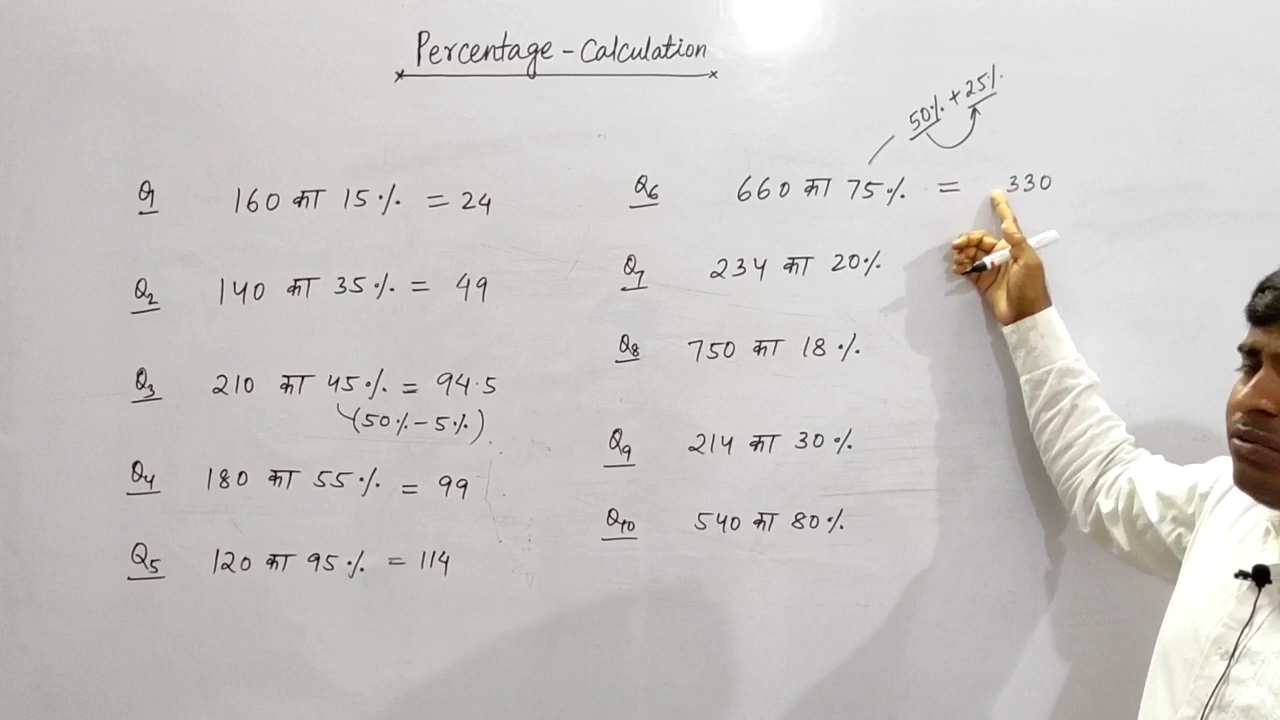 Percentage - Calculation
Q1 160 का 15% = 24
Q2 140 का 35% = 49
Q3 210 का 45% = 94.5
(50% - 5%)
Q4 180 का 55% = 99
Q5 120 का 95% = 114
50% + 25%
Q6 660 का 75% = 330
Q7 234 का 20%
Q8 750 का 18%
Q9 214 का 30%
Q10 540 का 80%